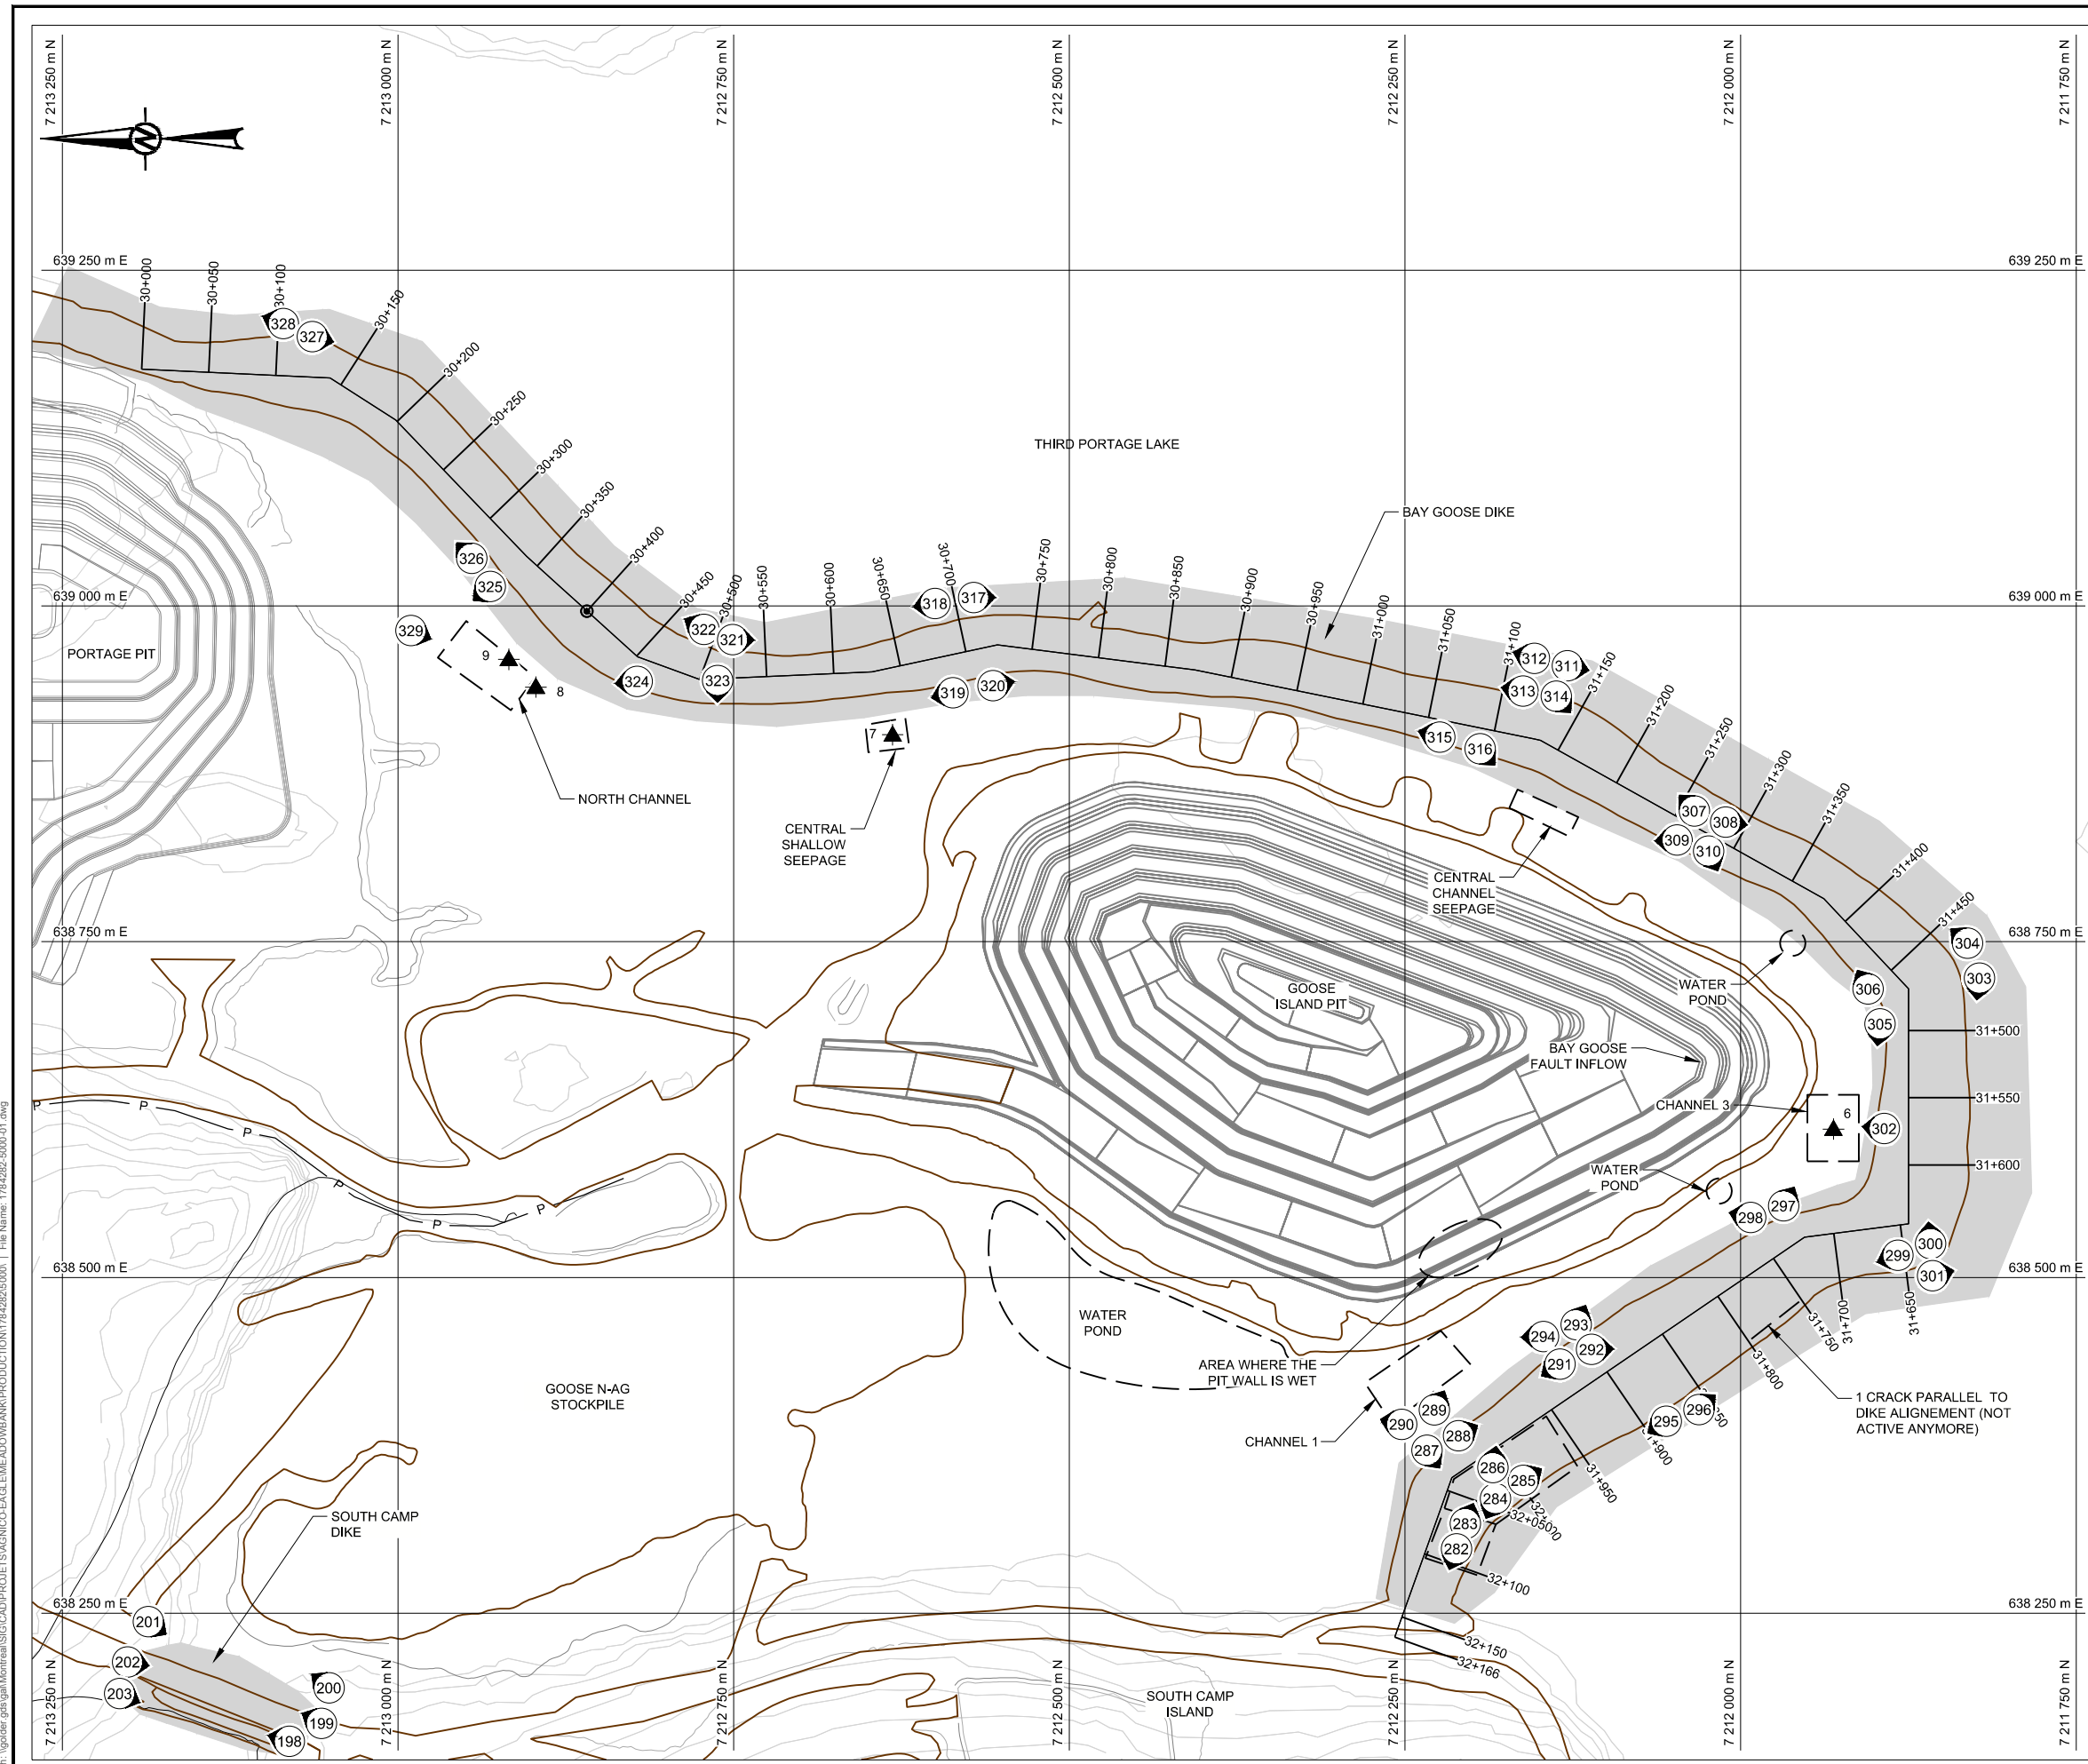 7 213 250 m N
7 213 000 m N
7 212 750 m N
7 212 500 m N
7 212 250 m N
7 212 000 m N
7 211 750 m N
N
639 250 m E
639 250 m E
30+000
30+050
30+100
30+150
30+200
30+250
30+300
30+350
30+400
30+450
30+500
30+550
30+600
30+650
30+700
30+750
30+800
30+850
30+900
30+950
31+000
31+050
31+100
31+150
31+200
31+250
31+300
31+350
31+400
31+450
31+500
31+550
31+600
31+650
31+700
31+750
31+800
31+950
32+050
32+100
32+150
32+166
328
327
THIRD PORTAGE LAKE
BAY GOOSE DIKE
326
325
639 000 m E
639 000 m E
329
PORTAGE PIT
9
8
NORTH CHANNEL
322
321
323
324
318
317
319
320
7
CENTRAL
SHALLOW
SEEPAGE
312
311
313
314
315
316
307
308
309
310
CENTRAL
CHANNEL
SEEPAGE
638 750 m E
638 750 m E
304
303
306
305
WATER
POND
GOOSE
ISLAND PIT
BAY GOOSE
FAULT INFLOW
CHANNEL 3
6
302
WATER
POND
298
297
299
300
301
P
P
P
P
P
P
638 500 m E
638 500 m E
WATER
POND
AREA WHERE THE
PIT WALL IS WET
294
293
292
291
GOOSE N-AG
STOCKPILE
1 CRACK PARALLEL TO
DIKE ALIGNEMENT (NOT
ACTIVE ANYMORE)
296
295
290
289
288
287
CHANNEL 1
286
285
284
283
282
SOUTH CAMP
DIKE
638 250 m E
638 250 m E
201
202
203
200
199
198
SOUTH CAMP
ISLAND
7 213 250 m N
7 213 000 m N
7 212 750 m N
7 212 500 m N
7 212 250 m N
7 212 000 m N
7 211 750 m N
File Name: 1784282-5000-01.dwg